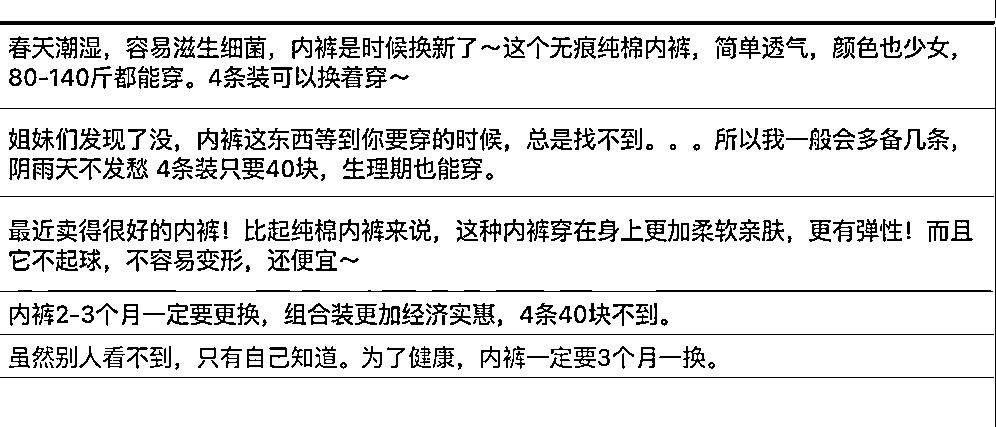 春天潮湿，容易滋生细菌，内裤是时候换新了～这个无痕纯棉内裤，简单透气，颜色也少女，
80-140斤都能穿。4条装可以换着穿～
姐妹们发现了没，内裤这东西等到你要穿的时候，总是找不到。。。所以我一般会多备几条，
阴雨天不发愁 4条装只要40块，生理期也能穿。
最近卖得很好的内裤！比起纯棉内裤来说，这种内裤穿在身上更加柔软亲肤，更有弹性！而且
它不起球，不容易变形，还便宜～
内裤2-3个月一定要更换，组合装更加经济实惠，4条40块不到。
虽然别人看不到，只有自己知道。为了健康，内裤一定要3个月一换。